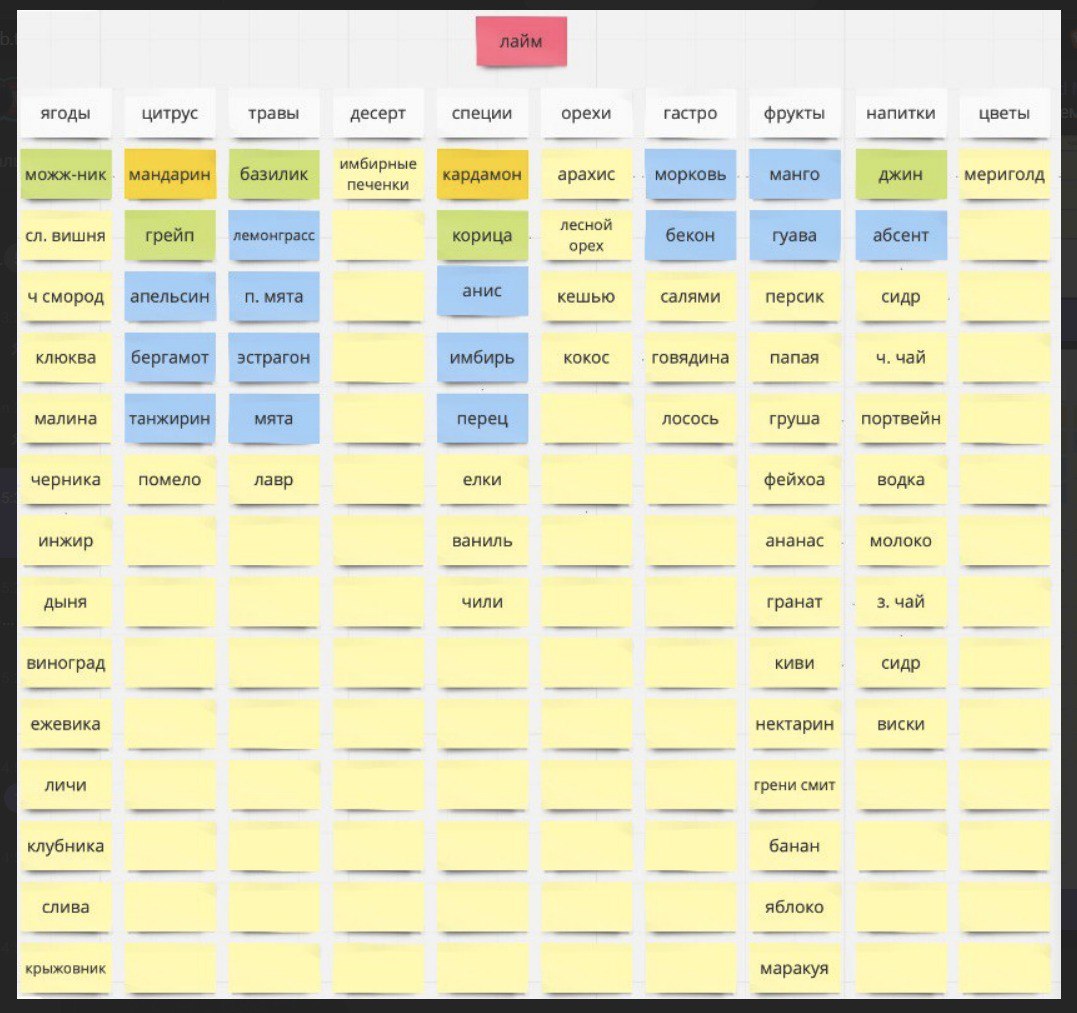 лайм
ягоды цитрус травы десерт специи орехи гастро фрукты напитки цветы
можж-ник мандарин базилик имбирные печенки кардамон арахис морковь манго джин мериголд
сл. вишня грейп лемонграсс корица лесной орех бекон гуава абсент
ч смород апельсин п. мята анис кешью салями персик сидр
клюква бергамот эстрагон имбирь кокос говядина папая ч. чай
малина танжирин мята перец лосось груша портвейн
черника помело лавр елки фейхоа водка
инжир ваниль ананас молоко
дыня чили гранат з. чай
виноград киви сидр
ежевика нектарин виски
личи грени смит
клубника банан
слива яблоко
крыжовник маракуя